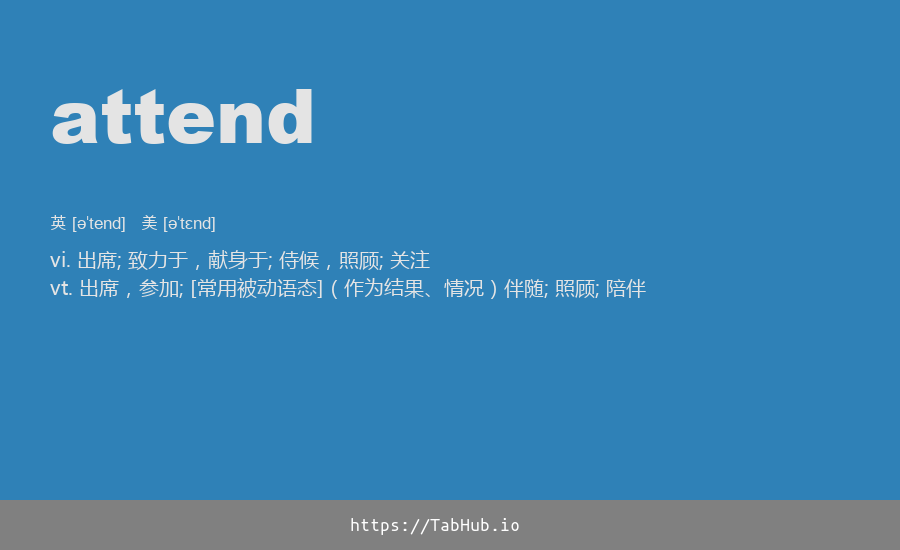 attend
英 [ə'tend] 美 [ə'tɛnd]
vi. 出席; 致力于，献身于; 侍候，照顾; 关注
vt. 出席，参加; [常用被动语态]（作为结果、情况）伴随; 照顾; 陪伴
https://TabHub.io